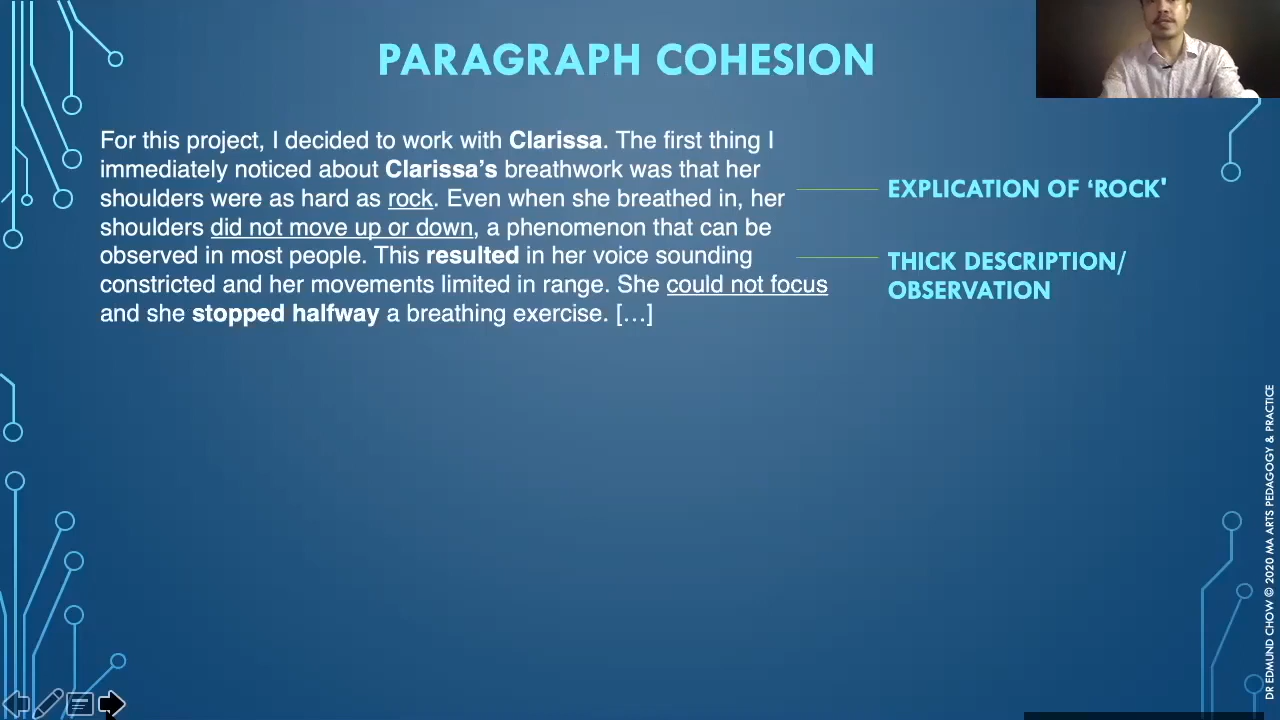 PARAGRAPH COHESION
For this project, I decided to work with Clarissa. The first thing I
immediately noticed about Clarissa’s breathwork was that her
shoulders were as hard as rock. Even when she breathed in, her
shoulders did not move up or down, a phenomenon that can be
observed in most people. This resulted in her voice sounding
constricted and her movements limited in range. She could not focus
and she stopped halfway a breathing exercise. […]
EXPLICATION OF ‘ROCK'
THICK DESCRIPTION/
OBSERVATION
DR EDMUND CHOW © 2020 MA ARTS PEDAGOGY & PRACTICE